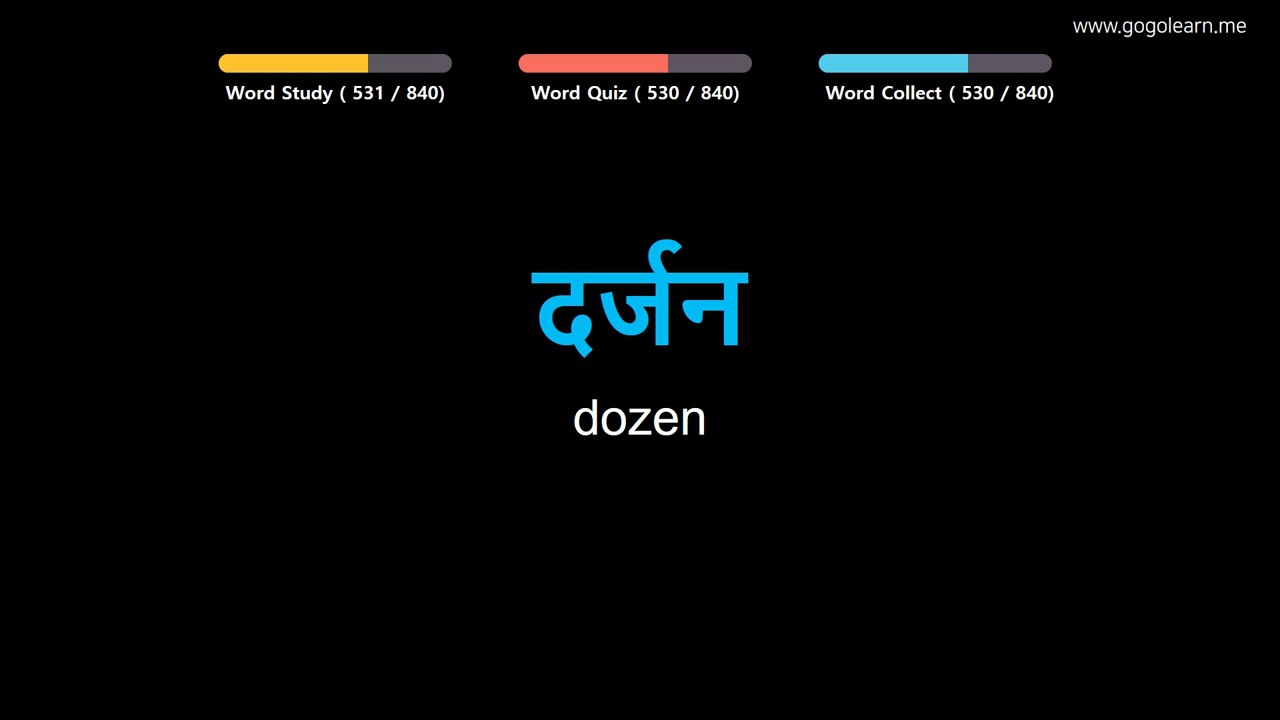 www.gogolearn.me
Word Study ( 531 / 840)
Word Quiz ( 530 / 840)
Word Collect ( 530 / 840)
दर्जन
dozen